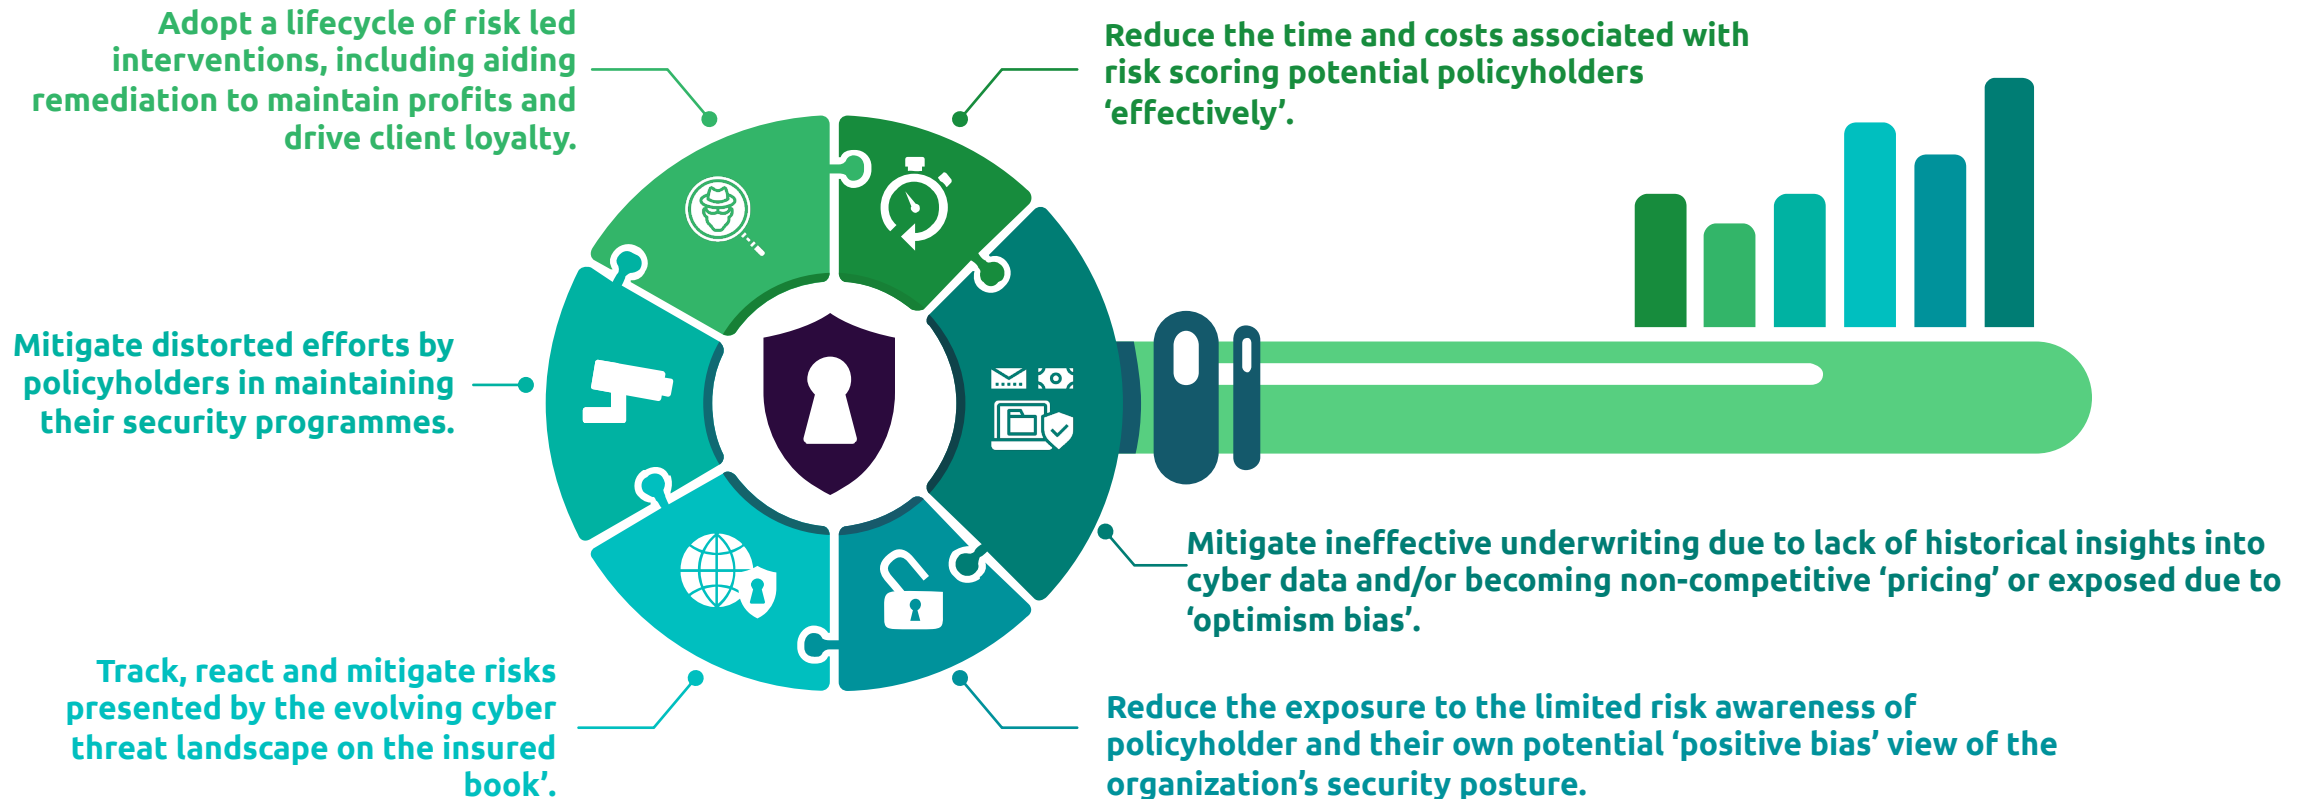 Adopt a lifecycle of risk led
interventions, including aiding
remediation to maintain profits and
drive client loyalty.
Reduce the time and costs associated with
risk scoring potential policyholders
‘effectively’.
Mitigate distorted efforts by
policyholders in maintaining
their security programmes.
Mitigate ineffective underwriting due to lack of historical insights into
cyber data and/or becoming non-competitive ‘pricing’ or exposed due to
‘optimism bias’.
Track, react and mitigate risks
presented by the evolving cyber
threat landscape on the insured
book’.
Reduce the exposure to the limited risk awareness of
policyholder and their own potential ‘positive bias’ view of the
organization’s security posture.